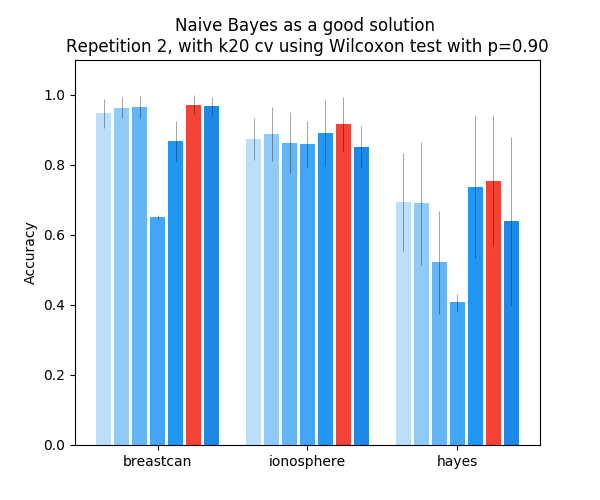 Naive Bayes as a good solution
Repetition 2, with k20 cv using Wilcoxon test with p=0.90
1.0
0.8
0.6
0.4
0.2
0.0
Accuracy
breastcan
ionosphere
hayes